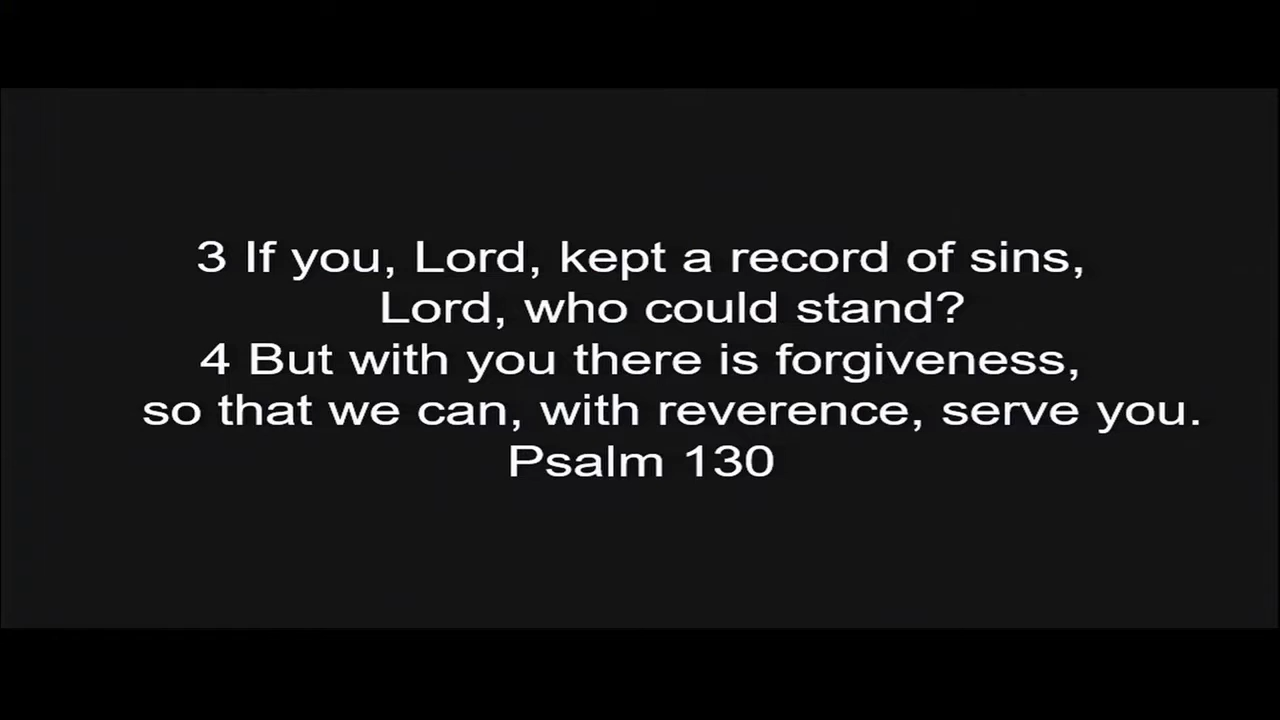 3 If you, Lord, kept a record of sins,
Lord, who could stand?
4 But with you there is forgiveness,
so that we can, with reverence, serve you.
Psalm 130